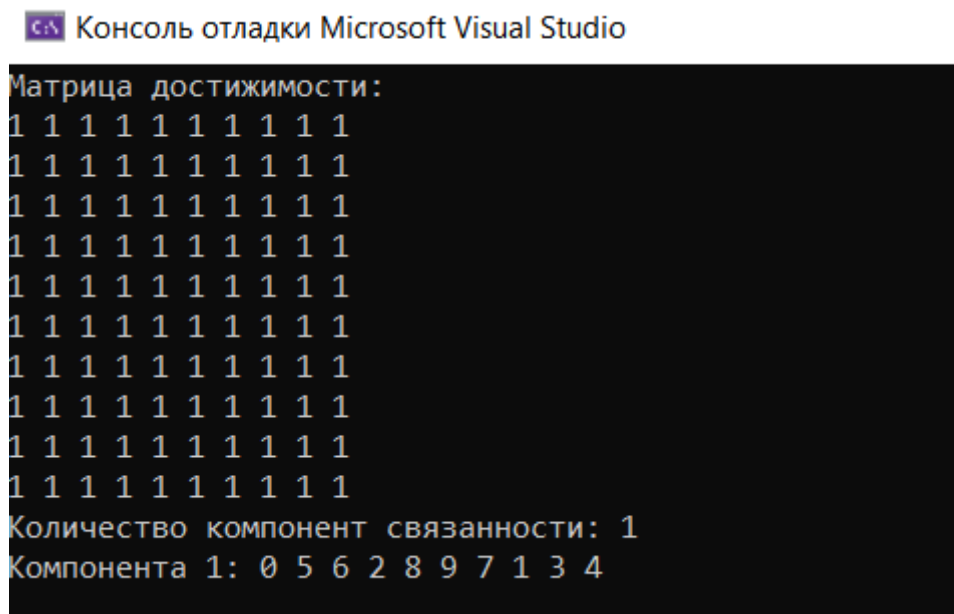 Консоль отладки Microsoft Visual Studio
Матрица достижимости:
1 1 1 1 1 1 1 1 1 1
1 1 1 1 1 1 1 1 1 1
1 1 1 1 1 1 1 1 1 1
1 1 1 1 1 1 1 1 1 1
1 1 1 1 1 1 1 1 1 1
1 1 1 1 1 1 1 1 1 1
1 1 1 1 1 1 1 1 1 1
1 1 1 1 1 1 1 1 1 1
1 1 1 1 1 1 1 1 1 1
1 1 1 1 1 1 1 1 1 1
Количество компонент связанности: 1
Компонента 1: 0 5 6 2 8 9 7 1 3 4